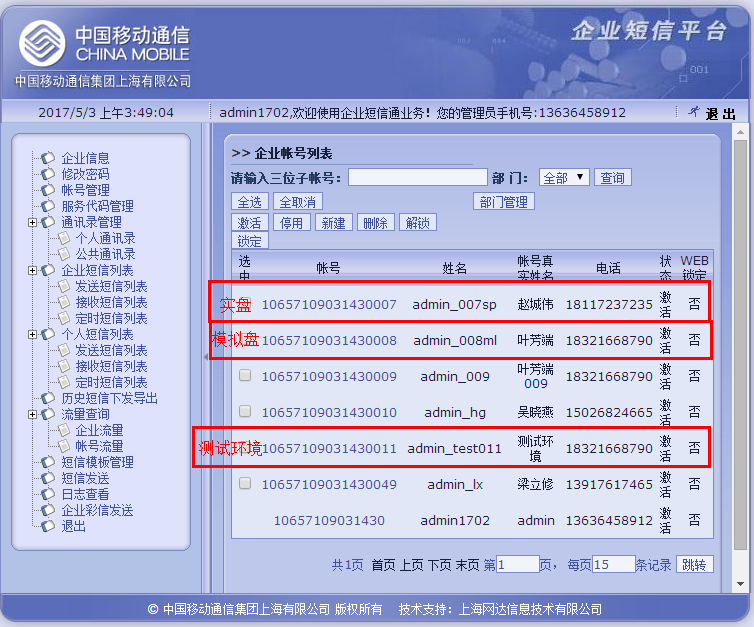 中国移动通信
CHINA MOBILE
中国移动通信集团上海有限公司
企业短信平台
001
2017/5/3 上午3:49:04
admin1702,欢迎使用企业短信通业务! 您的管理员手机号:13636458912
退出
企业信息
修改密码
帐号管理
服务代码管理
通讯录管理
个人通讯录
公共通讯录
企业短信列表
发送短信列表
接收短信列表
定时短信列表
个人短信列表
发送短信列表
接收短信列表
定时短信列表
历史短信下发导出
流量查询
企业流量
帐号流量
短信模板管理
短信发送
日志查看
企业彩信发送
退出
>> 企业帐号列表
请输入三位子帐号: 部 门: 全部 查询
全选 全取消 部门管理
激活 停用 新建 删除 解锁
锁定
选中 帐号 姓名 帐号真实姓名 电话 状态 WEB锁定
实盘 10657109031430007 admin_007sp 赵城伟 18117237235 激活 否
模拟盘 10657109031430008 admin_008ml 叶芳端 18321668790 激活 否
10657109031430009 admin_009 叶芳端009 18321668790 激活 否
10657109031430010 admin_hg 吴晓燕 15026824665 激活 否
测试环境 10657109031430011 admin_test011 测试环境 18321668790 激活 否
10657109031430049 admin_lx 梁立修 13917617465 激活 否
10657109031430 admin1702 admin 13636458912 激活 否
共1页 首页 上页 下页 末页 第1页, 每页15条记录 跳转
© 中国移动通信集团上海有限公司 版权所有 技术支持: 上海网达信息技术有限公司